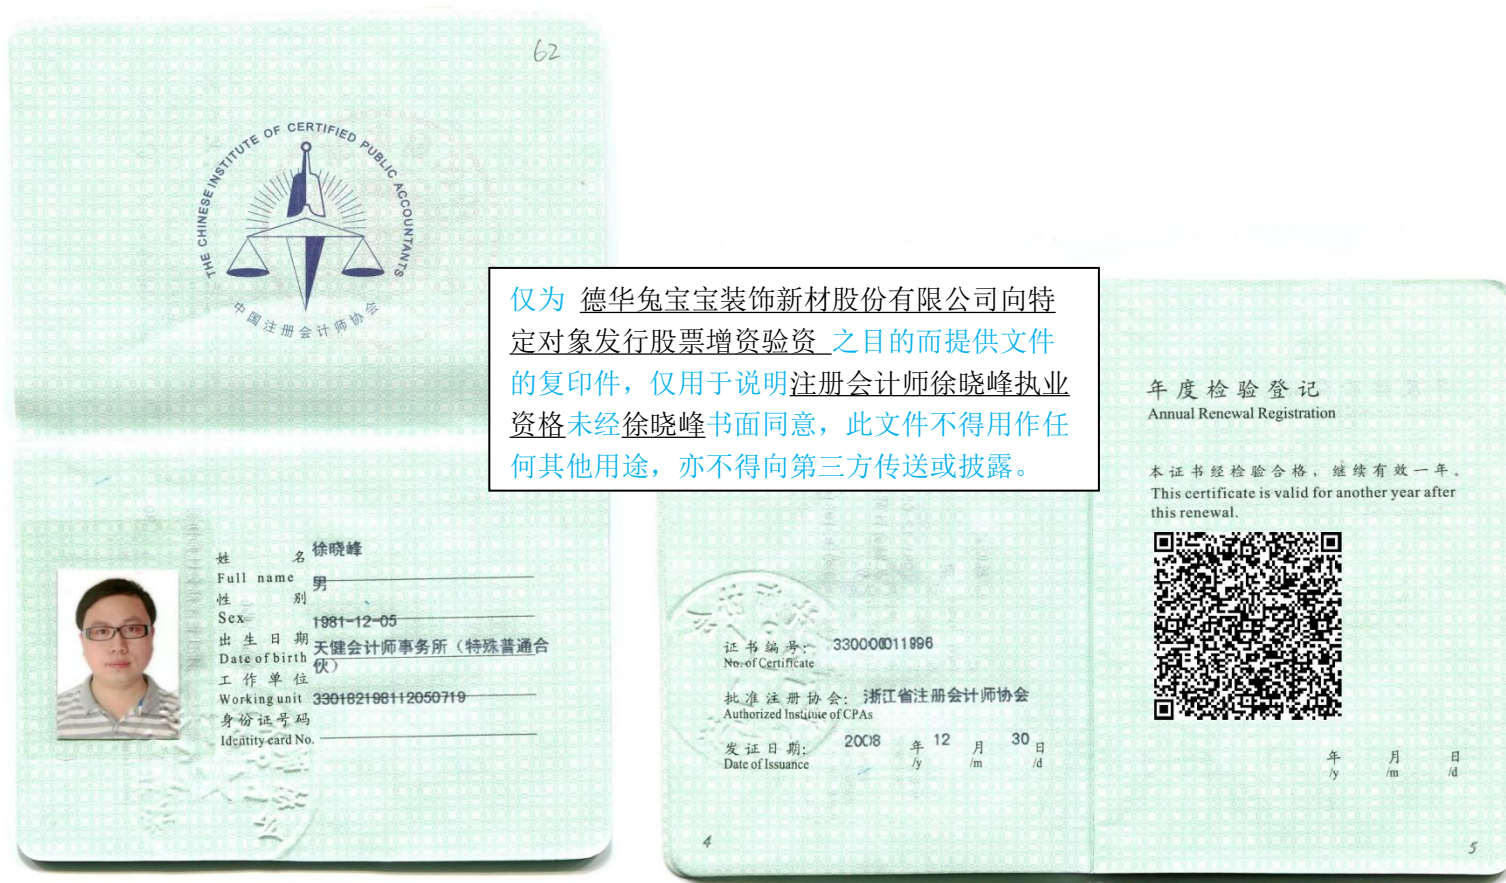 62
THE CHINESE INSTITUTE OF CERTIFIED PUBLIC ACCOUNTANTS
中国注册会计师协会
仅为 德华兔宝宝装饰新材股份有限公司向特
定对象发行股票增资验资 之目的而提供文件
的复印件，仅用于说明注册会计师徐晓峰执业
资格未经徐晓峰书面同意，此文件不得用作任
何其他用途，亦不得向第三方传送或披露。
姓 名 徐晓峰
Full name
男
性 别
Sex
1981-12-05
出生日期
天健会计师事务所（特殊普通合
Date of birth
伙）
工作单位
Working unit 330182198112050719
身份证号码
Identity card No.
证书编号: 330000011996
No. of Certificate
批准注册协会: 浙江省注册会计师协会
Authorized Institute of CPAs
发证日期: 2008 年 12 月 30 日
Date of Issuance /y /m /d
4
年度检验登记
Annual Renewal Registration
本证书经检验合格，继续有效一年。
This certificate is valid for another year after
this renewal.
年 月 日
/y /m /d
5